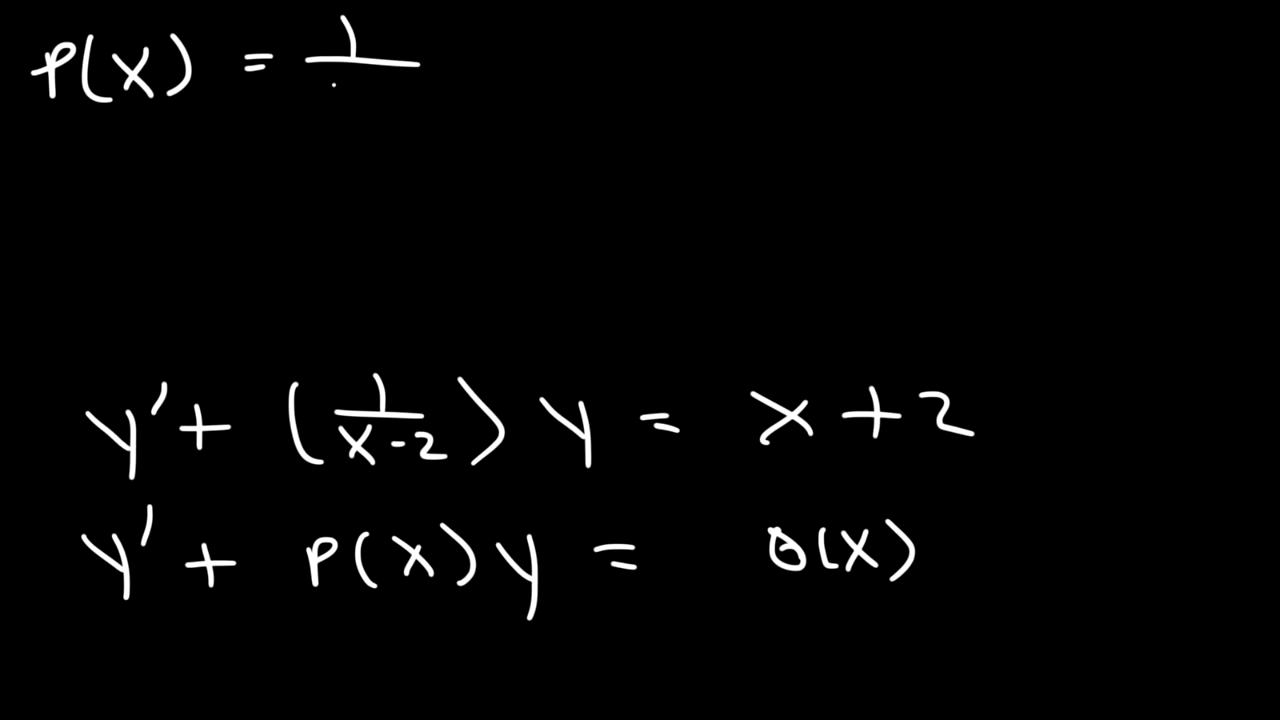 P(x) = 1/
y' + (1/(x-2)) y = x + 2
y' + P(x) y = Q(x)